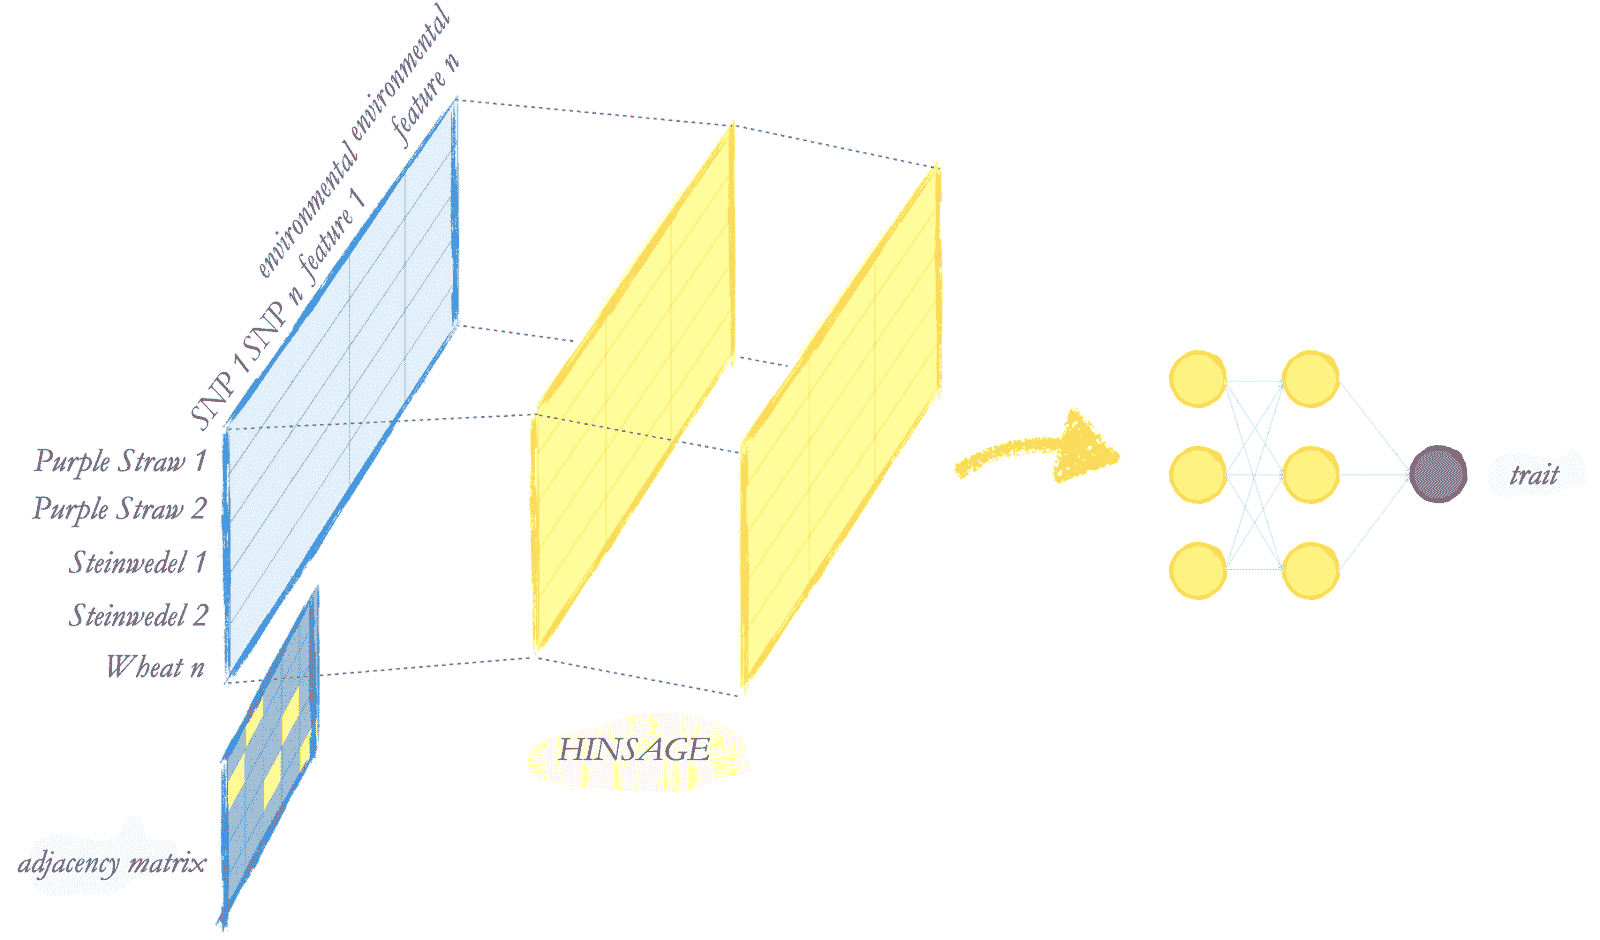 environmental
feature n
environmental
feature 1
SNP n
SNP 1
Purple Straw 1
Purple Straw 2
Steinwedel 1
Steinwedel 2
Wheat n
adjacency matrix
HINSAGE
trait